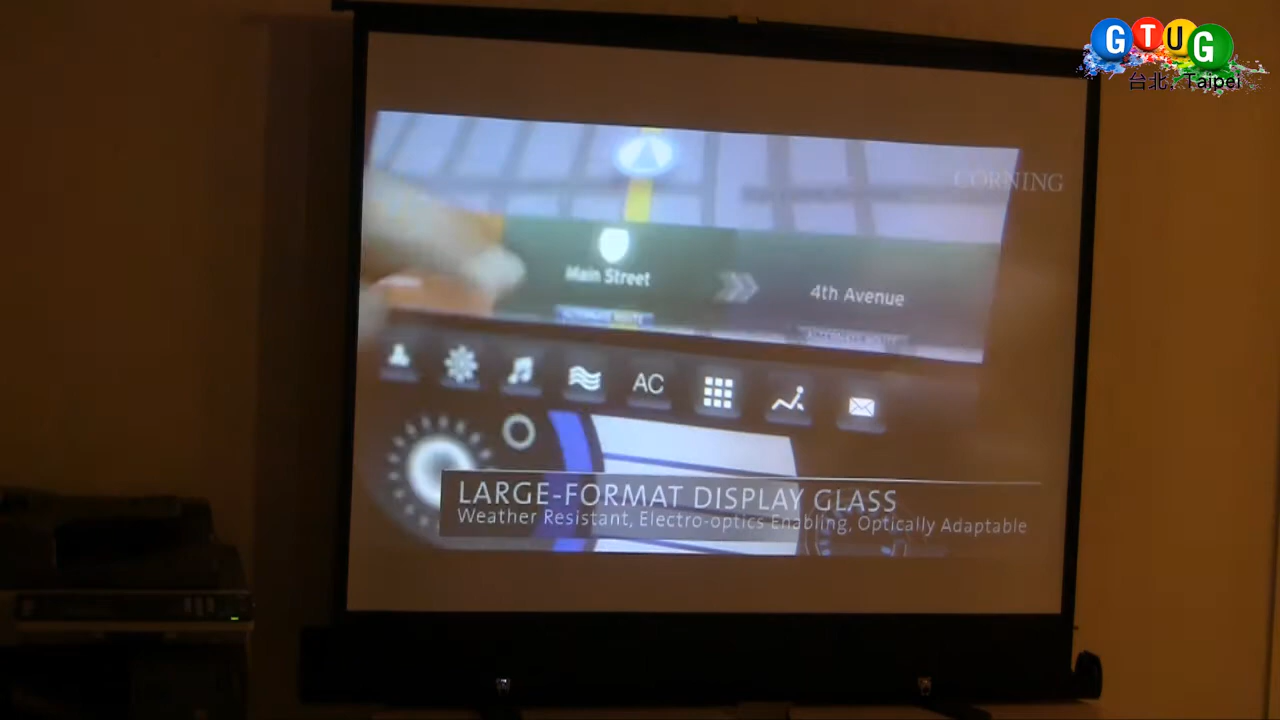 GTUG
台北, Taipei
CORNING
Main Street
4th Avenue
AC
LARGE-FORMAT DISPLAY GLASS
Weather Resistant, Electro-optics Enabling, Optically Adaptable